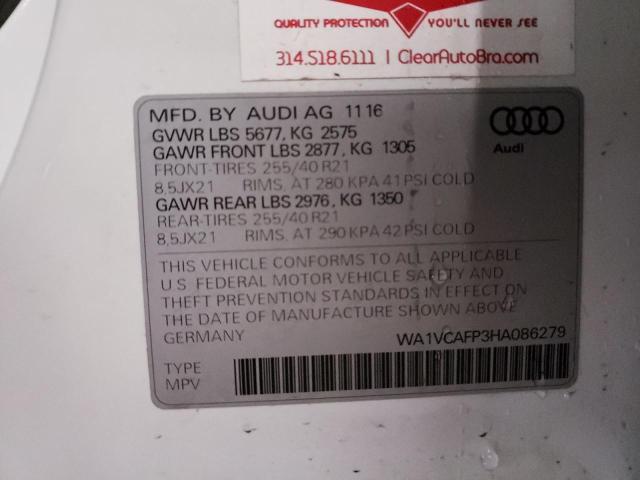 QUALITY PROTECTION YOU'LL NEVER SEE
314.518.6111 | ClearAutoBra.com
MFD. BY AUDI AG 11 16
GVWR LBS 5677, KG 2575
GAWR FRONT LBS 2877, KG 1305
FRONT-TIRES 255/40 R21
8,5JX21 RIMS, AT 280 KPA 41 PSI COLD
GAWR REAR LBS 2976, KG 1350
REAR-TIRES 255/40 R21
8,5JX21 RIMS, AT 290 KPA 42 PSI COLD
Audi
THIS VEHICLE CONFORMS TO ALL APPLICABLE
U.S. FEDERAL MOTOR VEHICLE SAFETY AND
THEFT PREVENTION STANDARDS IN EFFECT ON
THE DATE OF MANUFACTURE SHOWN ABOVE
GERMANY WA1VCAFP3HA086279
TYPE
MPV